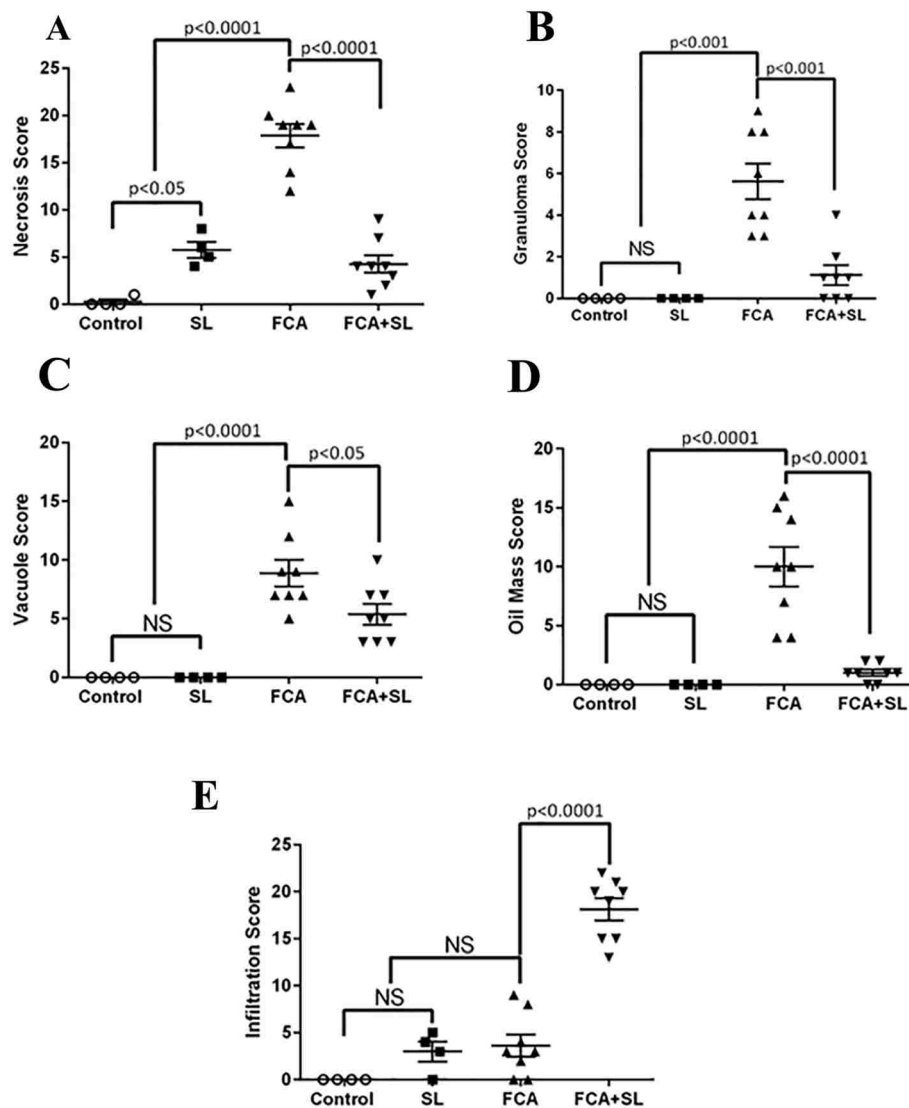 A
p<0.0001
p<0.0001
p<0.05
Necrosis Score
25
20
15
10
5
0
Control SL FCA FCA+SL
B
p<0.001
p<0.001
NS
Granuloma Score
10
8
6
4
2
0
Control SL FCA FCA+SL
C
p<0.0001
p<0.05
NS
Vacuole Score
20
15
10
5
0
Control SL FCA FCA+SL
D
p<0.0001
p<0.0001
NS
Oil Mass Score
20
15
10
5
0
Control SL FCA FCA+SL
E
p<0.0001
NS
NS
Infiltration Score
25
20
15
10
5
0
Control SL FCA FCA+SL